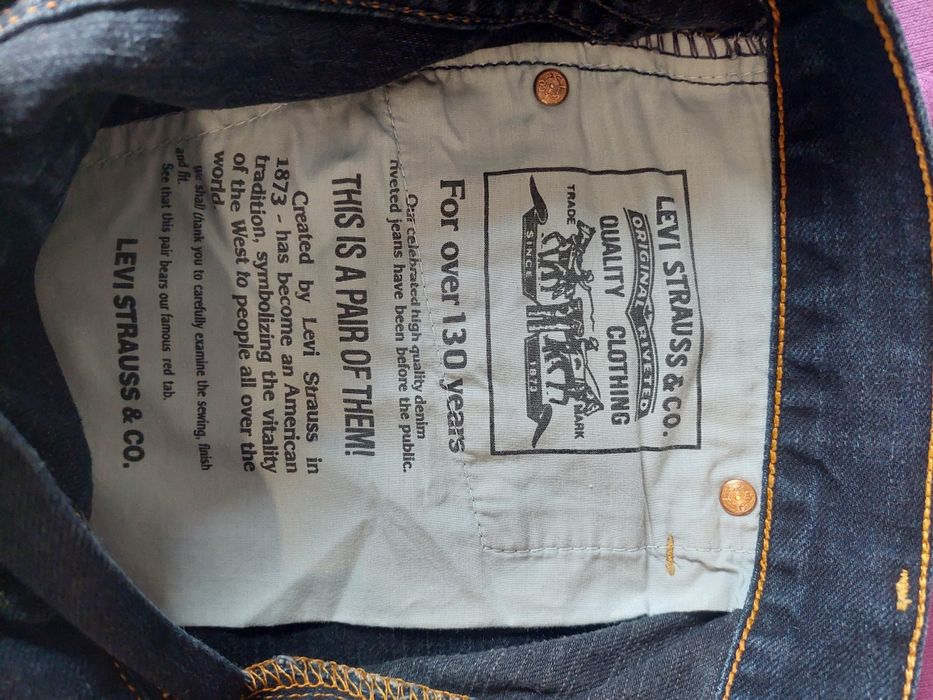 LEVI STRAUSS & CO.
ORIGINAL RIVETED
QUALITY CLOTHING
TRADE MARK
SINCE 1873
For over 130 years
Our celebrated high quality denim
riveted jeans have been before the public.
THIS IS A PAIR OF THEM!
Created by Levi Strauss in
1873 - has become an American
tradition, symbolizing the vitality
of the West to people all over the
world.
we shall thank you to carefully examine the sewing, finish
and fit.
See that this pair bears our famous red tab.
LEVI STRAUSS & CO.